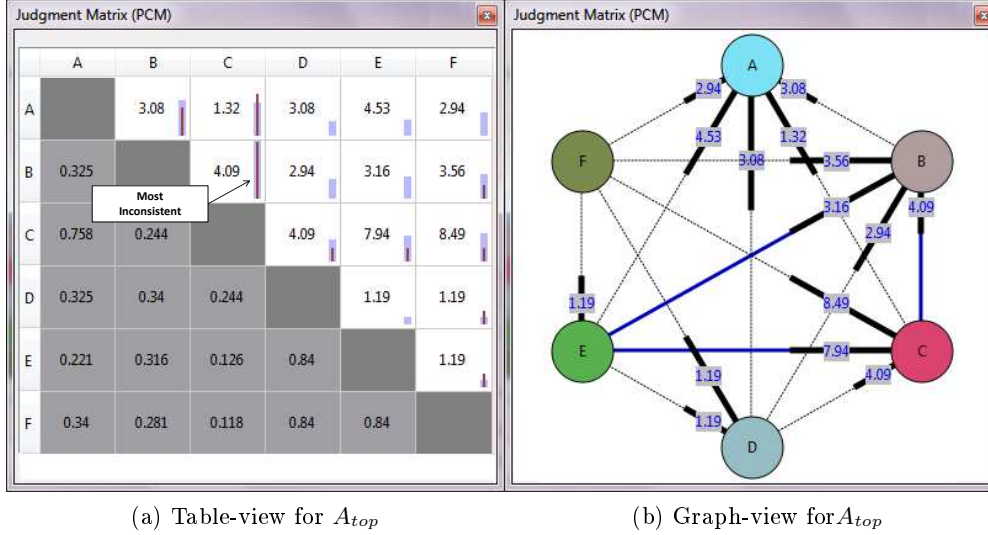 Judgment Matrix (PCM)
A B C D E F
A 3.08 1.32 3.08 4.53 2.94
B 0.325 4.09 2.94 3.16 3.56
Most
Inconsistent
C 0.758 0.244 4.09 7.94 8.49
D 0.325 0.34 0.244 1.19 1.19
E 0.221 0.316 0.126 0.84 1.19
F 0.34 0.281 0.118 0.84 0.84
Judgment Matrix (PCM)
A
2.94 3.08
4.53 1.32
F 3.08 3.56 B
3.16 4.09
2.94
1.19 8.49
E 7.94 C
1.19 4.09
1.19
D
(a) Table-view for A_top
(b) Graph-view forA_top